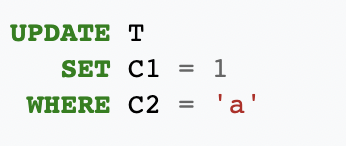 UPDATE T
SET C1 = 1
WHERE C2 = 'a'